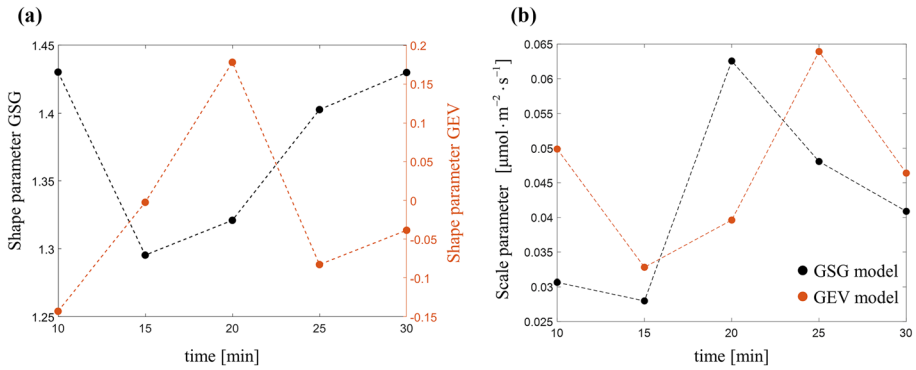 (a)
1.45
1.4
1.35
1.3
1.25
Shape parameter GSG
0.2
0.15
0.1
0.05
0
-0.05
-0.1
-0.15
Shape parameter GEV
10 15 20 25 30
time [min]
(b)
0.065
0.06
0.055
0.05
0.045
0.04
0.035
0.03
0.025
Scale parameter [μmol·m⁻²·s⁻¹]
GSG model
GEV model
10 15 20 25 30
time [min]